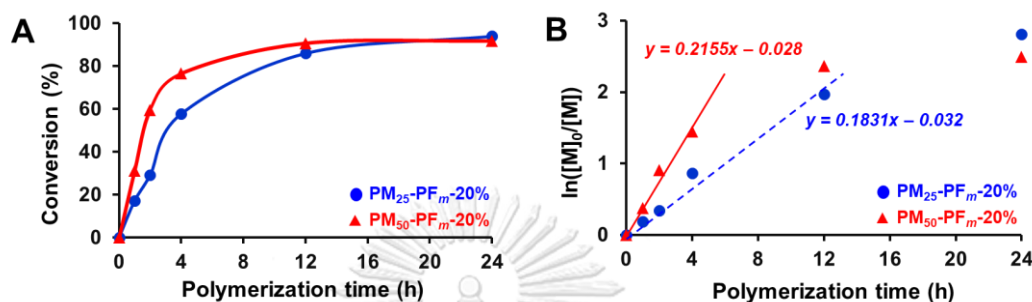 A
Conversion (%)
100
80
60
40
20
0
PM25-PFm-20%
PM50-PFm-20%
0 4 8 12 16 20 24
Polymerization time (h)
B
ln([M]0/[M])
3
2
1
0
y = 0.2155x – 0.028
y = 0.1831x – 0.032
PM25-PFm-20%
PM50-PFm-20%
0 4 8 12 16 20 24
Polymerization time (h)